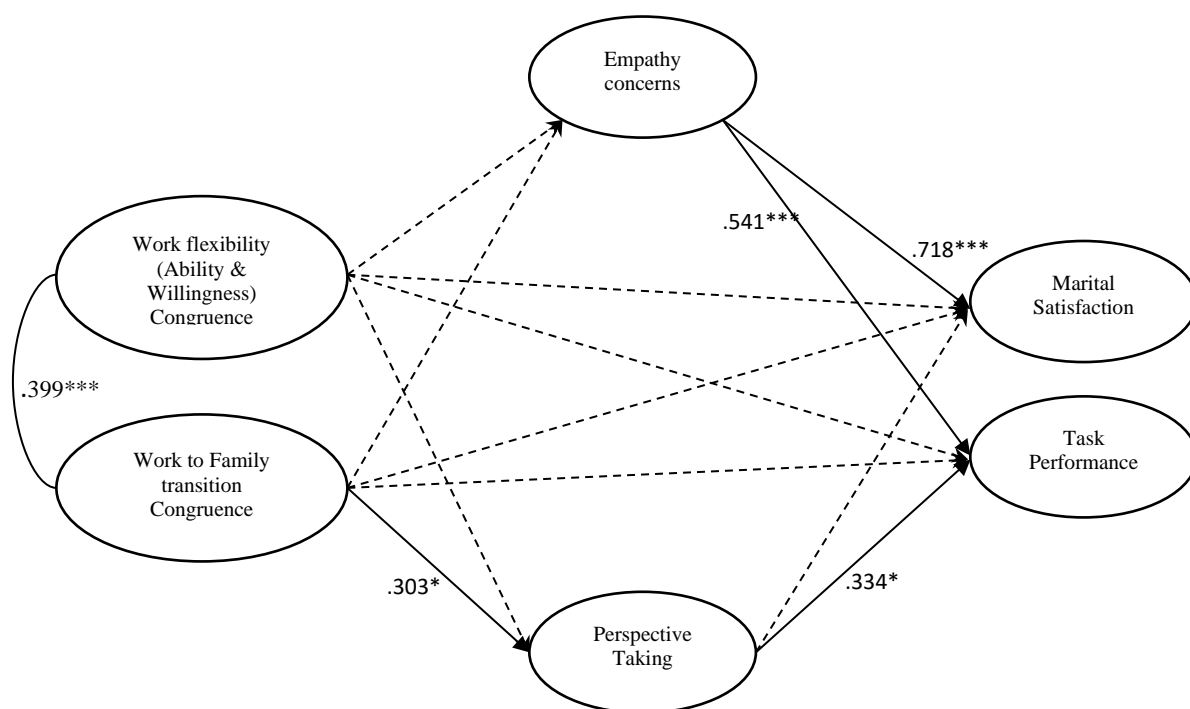 Empathy
concerns
Work flexibility
(Ability &
Willingness)
Congruence
.541***
.718***
Marital
Satisfaction
.399***
Work to Family
transition
Congruence
Task
Performance
.303*
.334*
Perspective
Taking